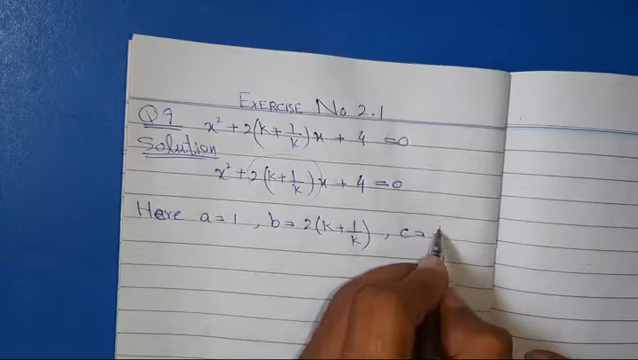 EXERCISE No 2.1
Q9 x² + 2(k + 1/k)x + 4 = 0
Solution
x² + 2(k + 1/k)x + 4 = 0
Here a = 1 , b = 2(k + 1/k) , c =